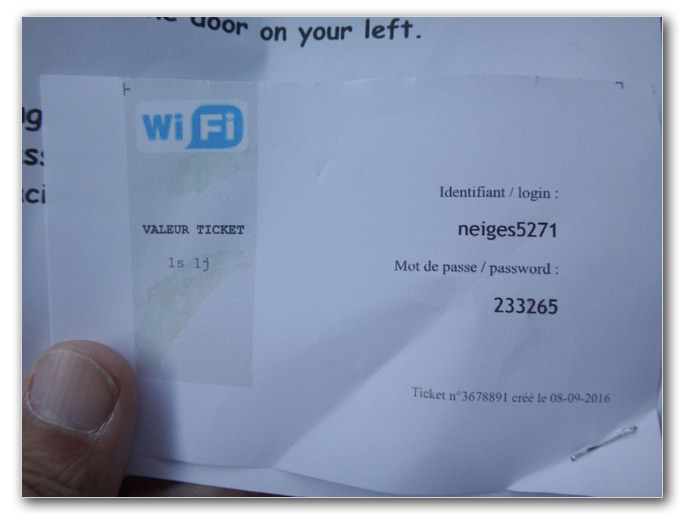 door on your left.
WiFi
Identifiant / login :
neiges5271
VALEUR TICKET
1s 1j
Mot de passe / password :
233265
Ticket n°3678891 créé le 08-09-2016